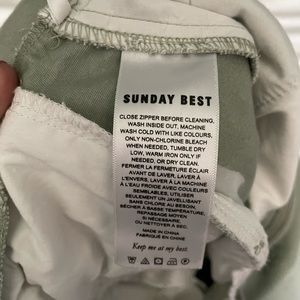 SUNDAY BEST
CLOSE ZIPPER BEFORE CLEANING,
WASH INSIDE OUT, MACHINE
WASH COLD WITH LIKE COLOURS,
ONLY NON-CHLORINE BLEACH
WHEN NEEDED, TUMBLE DRY
LOW, WARM IRON ONLY IF
NEEDED, OR DRY CLEAN.
FERMER LA FERMETURE ÉCLAIR
AVANT DE LAVER, LAVER À
L'ENVERS, LAVER À LA MACHINE
À L'EAU FROIDE AVEC COULEURS
SEMBLABLES, UTILISER
SEULEMENT UN JAVELLISANT
SANS CHLORE AU BESOIN,
SÉCHER À BASSE TEMPÉRATURE,
REPASSAGE MOYEN
SI NÉCESSAIRE,
OU NETTOYER À SEC.
MADE IN CHINA
FABRIQUÉ EN CHINE
Keep me at my best.